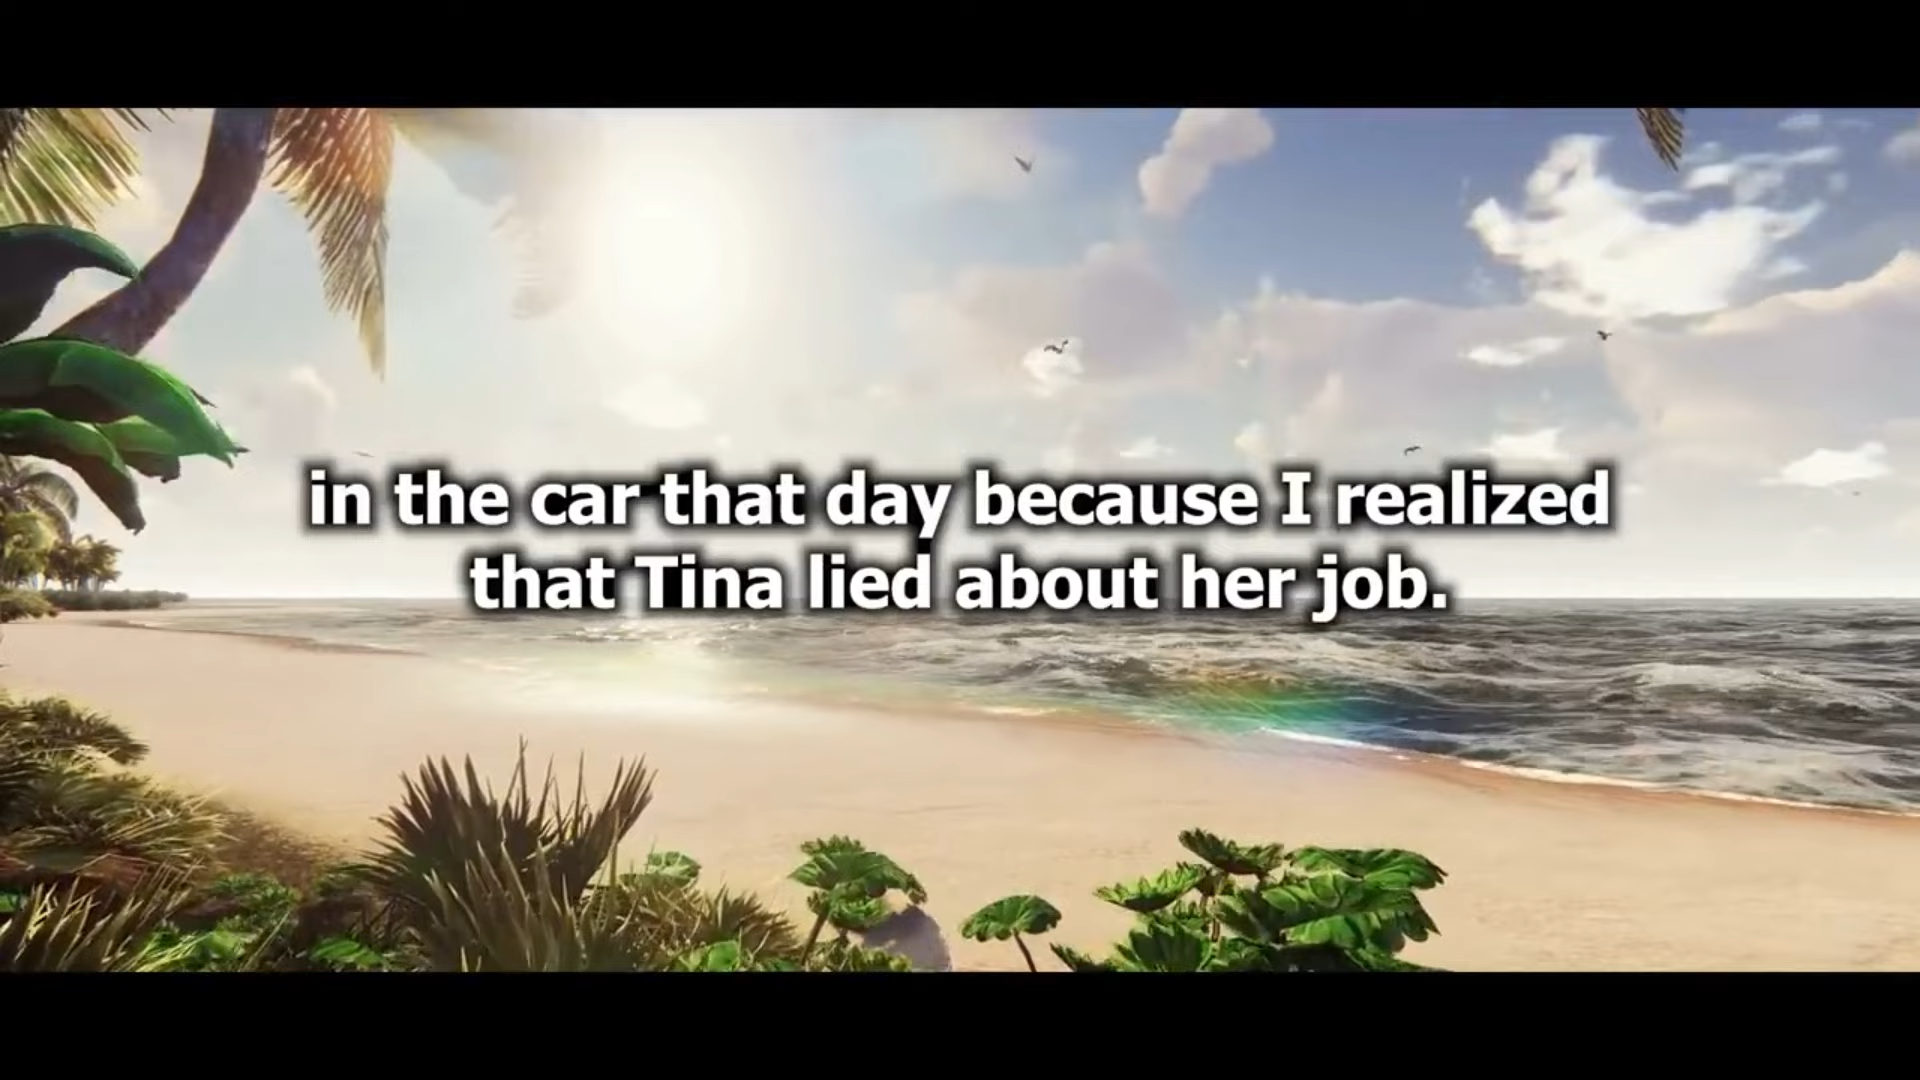 in the car that day because I realized
that Tina lied about her job.